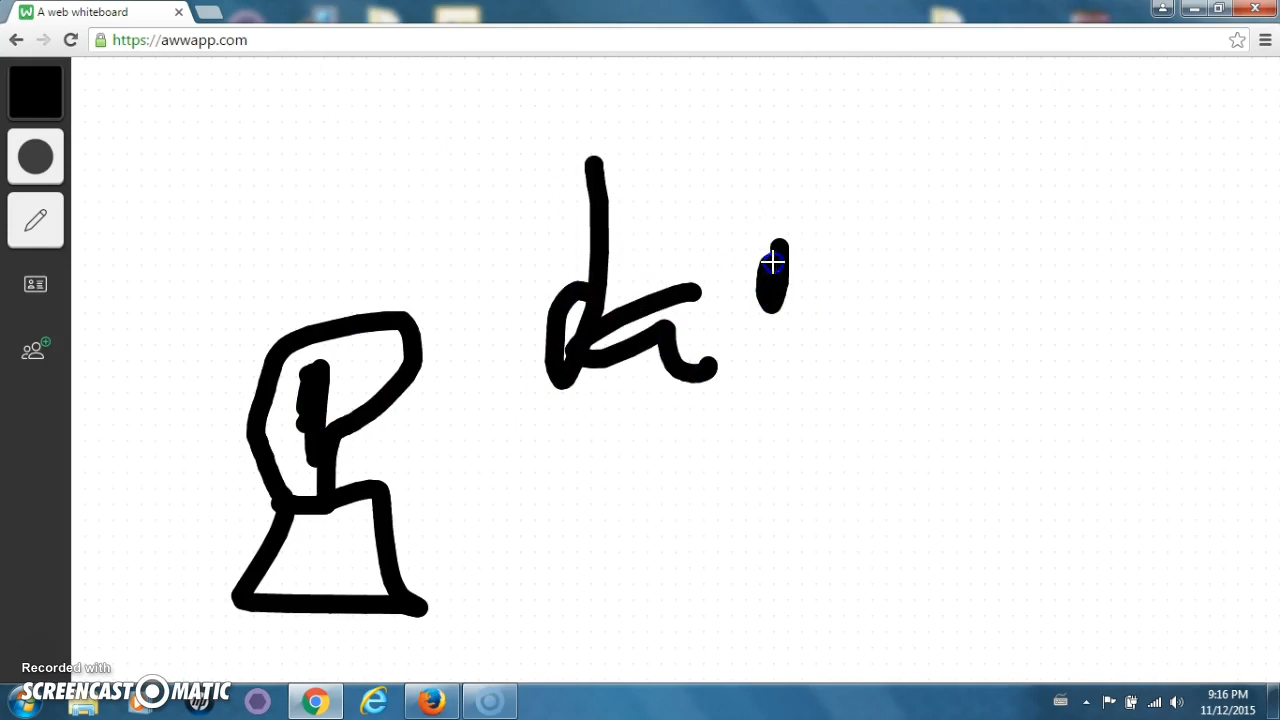 A web whiteboard
https://awwapp.com
Recorded with
SCREENCAST MATIC
9:16 PM
11/12/2015